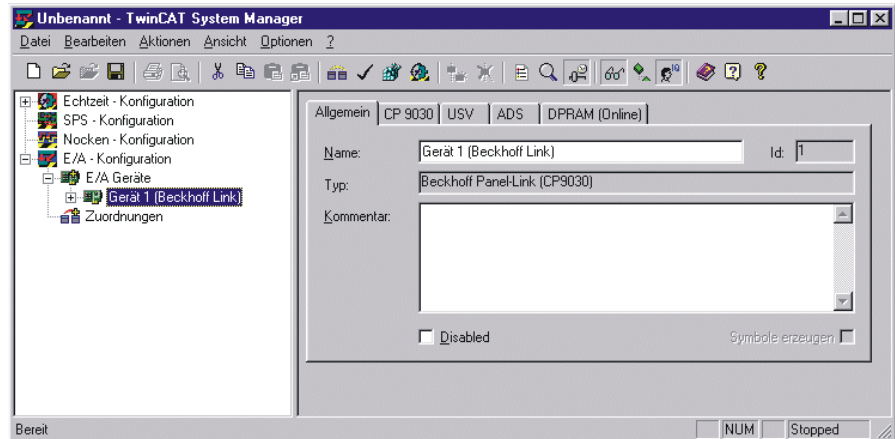 Unbenannt - TwinCAT System Manager
Datei Bearbeiten Aktionen Ansicht Optionen ?
Echtzeit - Konfiguration
SPS - Konfiguration
Nocken - Konfiguration
E/A - Konfiguration
E/A Geräte
Gerät 1 (Beckhoff Link)
Zuordnungen
Allgemein CP 9030 USV ADS DPRAM (Online)
Name: Gerät 1 (Beckhoff Link) Id: 1
Typ: Beckhoff Panel-Link (CP9030)
Kommentar:
Disabled Symbole erzeugen
Bereit NUM Stopped